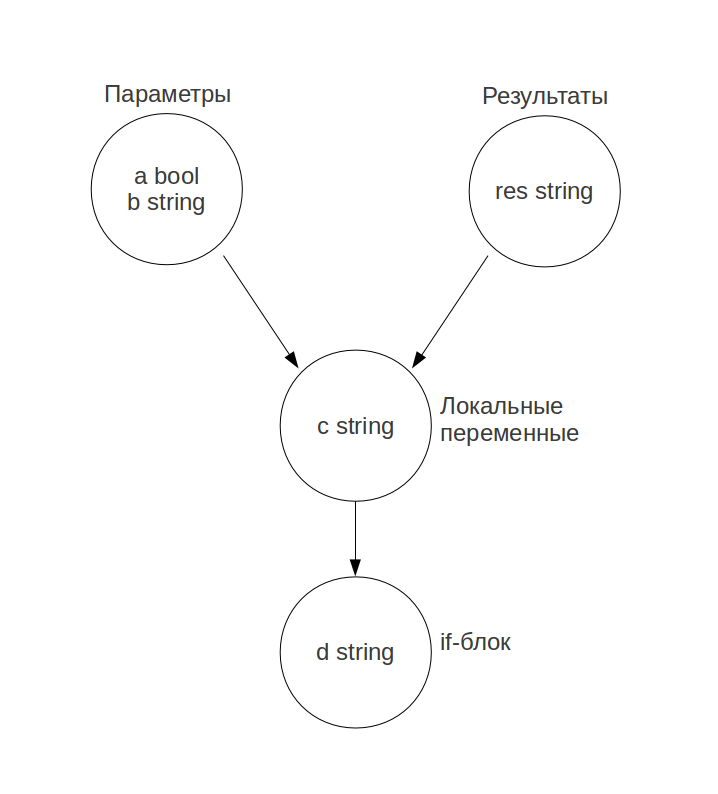 Параметры
a bool
b string
Результаты
res string
c string
Локальные
переменные
d string
if-блок